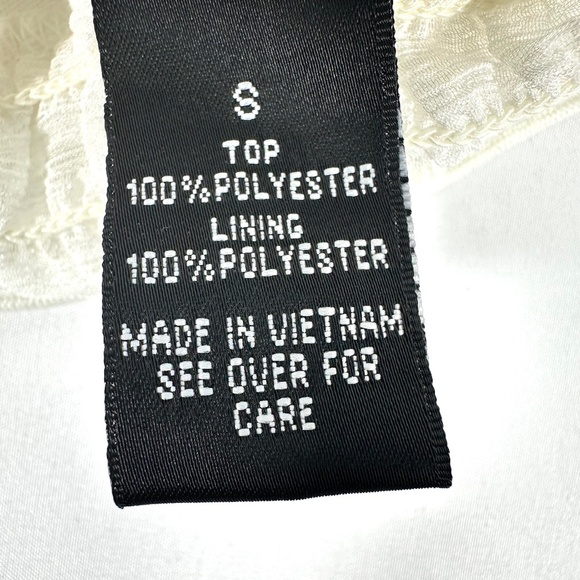 S
TOP
100%POLYESTER
LINING
100%POLYESTER
MADE IN VIETNAM
SEE OVER FOR
CARE